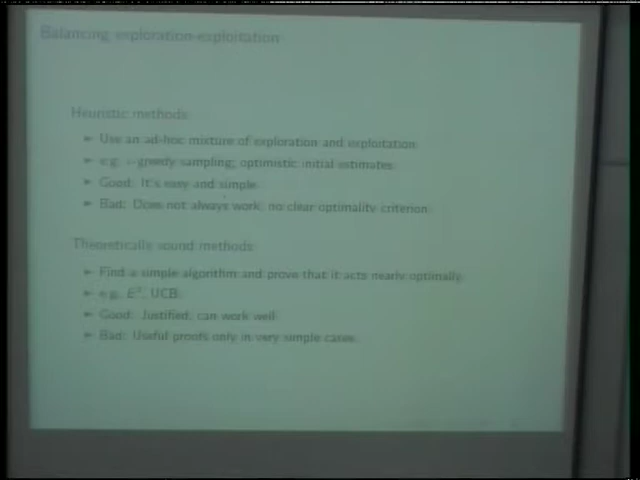 Balancing exploration-exploitation
Heuristic methods
► Use an ad-hoc mixture of exploration and exploitation
► e.g. ε-greedy sampling, optimistic initial estimates.
► Good: It's easy and simple.
► Bad: Does not always work, no clear optimality criterion.
Theoretically sound methods
► Find a simple algorithm and prove that it acts nearly optimally.
► e.g. UCB.
► Good: Justified, can work well
► Bad: Useful proofs only in very simple cases.